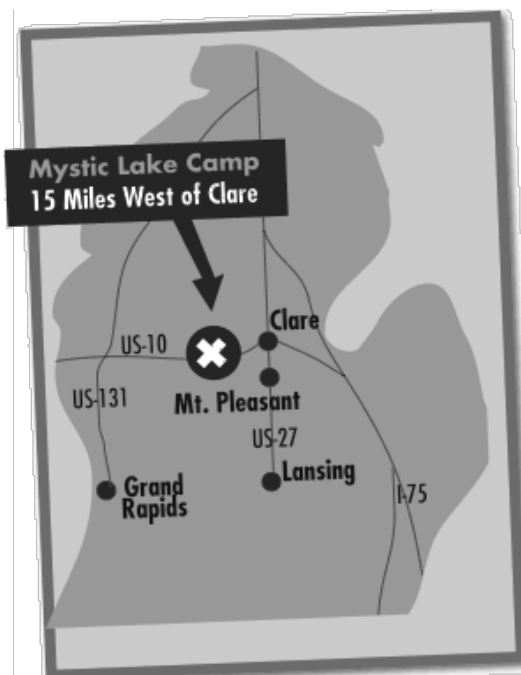 Mystic Lake Camp
15 Miles West of Clare
Clare
US-10
US-131
Mt. Pleasant
US-27
Lansing
Grand
Rapids
I-75